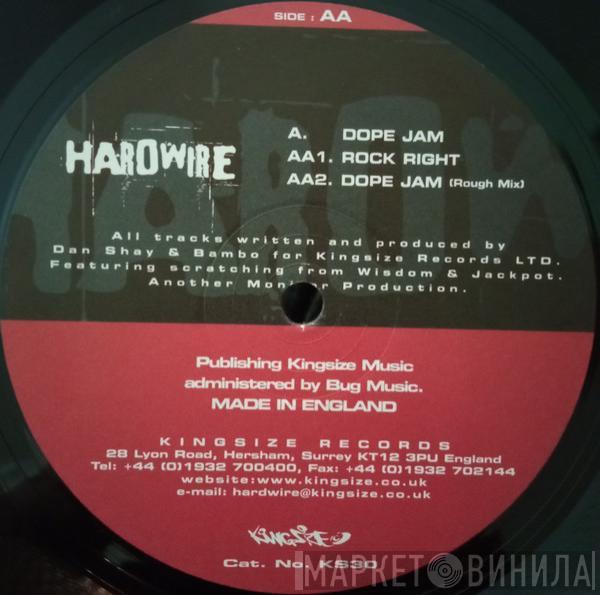 SIDE : AA
HARDWIRE
A. DOPE JAM
AA1. ROCK RIGHT
AA2. DOPE JAM (Rough Mix)
All tracks written and produced by
Dan Shay & Bambo for Kingsize Records LTD.
Featuring scratching from Wisdom & Jackpot.
Another Production.
Publishing Kingsize Music
administered by Bug Music.
MADE IN ENGLAND
KINGSIZE RECORDS
28 Lyon Road, Hersham, Surrey KT12 3PU England
Tel: +44 (0)1932 700400, Fax: +44 (0)1932 702144
website:www.kingsize.co.uk
e-mail: hardwire@kingsize.co.uk
KINGSIZE
Cat. No. KS30
МАРКЕТ ВИНИЛА